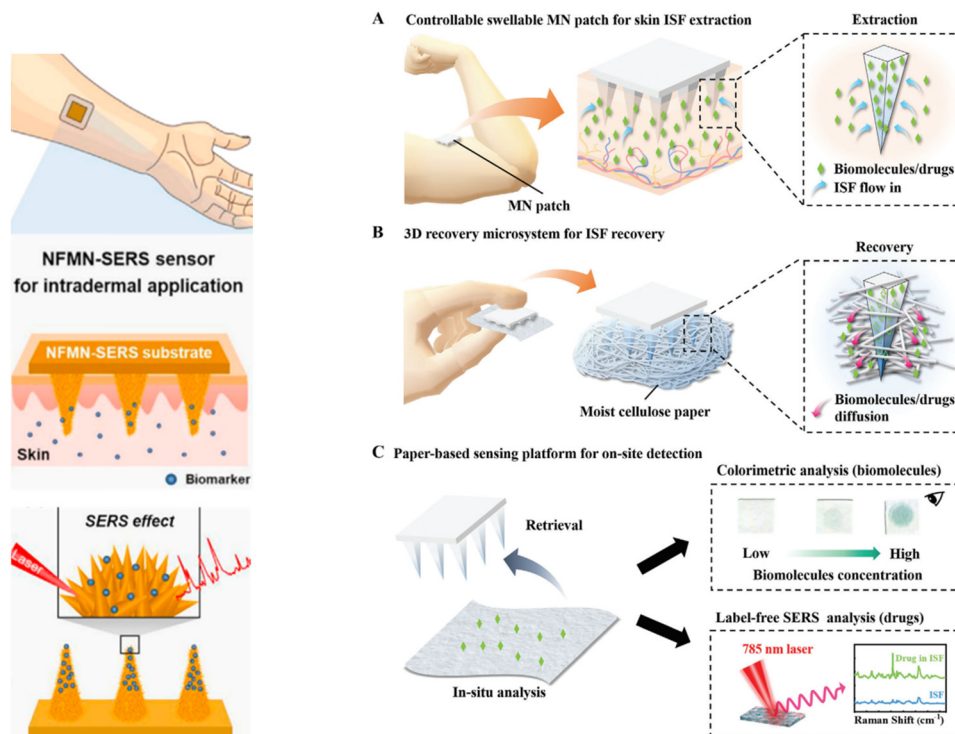 NFMN-SERS sensor
for intradermal application
NFMN-SERS substrate
Skin
Biomarker
SERS effect
Laser
A Controllable swellable MN patch for skin ISF extraction
MN patch
Extraction
Biomolecules/drugs
ISF flow in
B 3D recovery microsystem for ISF recovery
Moist cellulose paper
Recovery
Biomolecules/drugs
diffusion
C Paper-based sensing platform for on-site detection
Retrieval
In-situ analysis
Colorimetric analysis (biomolecules)
Low High
Biomolecules concentration
Label-free SERS analysis (drugs)
785 nm laser
Drug in ISF
ISF
Raman Shift (cm⁻¹)